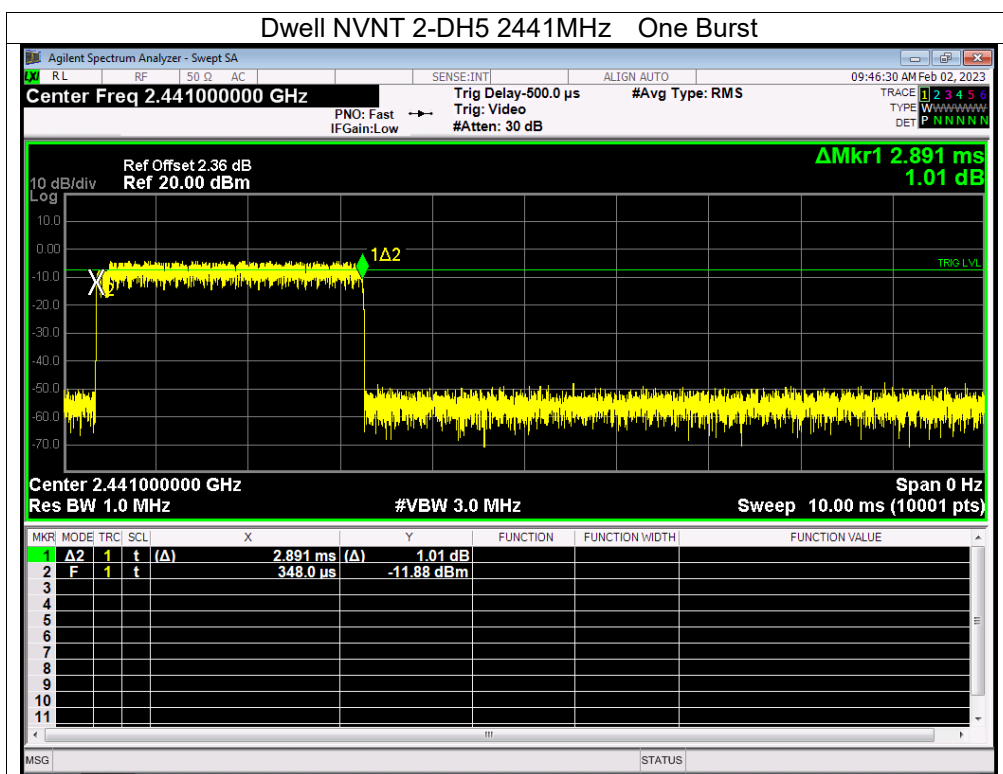 Dwell NVNT 2-DH5 2441MHz One Burst
Agilent Spectrum Analyzer - Swept SA
LXI RL RF 50 Ω AC SENSE:INT ALIGN AUTO 09:46:30 AM Feb 02, 2023
Center Freq 2.441000000 GHz Trig Delay-500.0 µs #Avg Type: RMS TRACE 1 2 3 4 5 6
PNO: Fast Trig: Video TYPE WWWWWW
IFGain:Low #Atten: 30 dB DET P N N N N N
ΔMkr1 2.891 ms
1.01 dB
Ref Offset 2.36 dB
10 dB/div Ref 20.00 dBm
Log
10.0
0.00
1Δ2
TRIG LVL
-10.0
-20.0
-30.0
-40.0
-50.0
-60.0
-70.0
Center 2.441000000 GHz Span 0 Hz
Res BW 1.0 MHz #VBW 3.0 MHz Sweep 10.00 ms (10001 pts)
MKR MODE TRC SCL X Y FUNCTION FUNCTION WIDTH FUNCTION VALUE
1 Δ2 1 t (Δ) 2.891 ms (Δ) 1.01 dB
2 F 1 t 348.0 µs -11.88 dBm
3
4
5
6
7
8
9
10
11
MSG STATUS